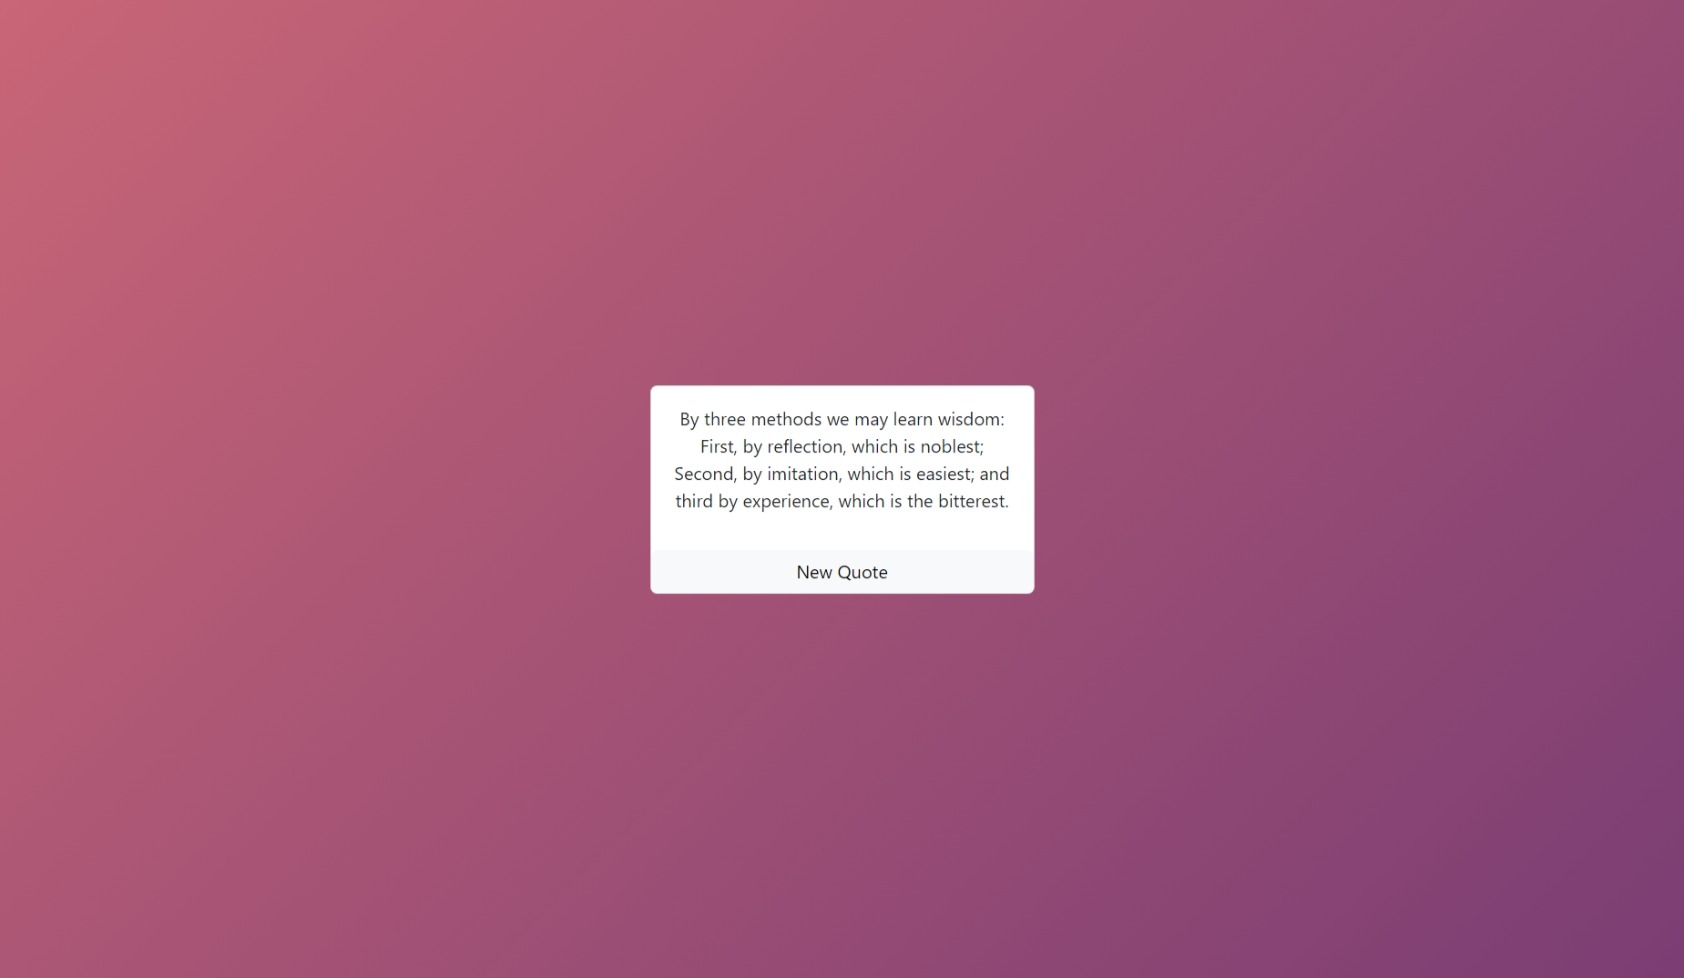 By three methods we may learn wisdom:
First, by reflection, which is noblest;
Second, by imitation, which is easiest; and
third by experience, which is the bitterest.
New Quote